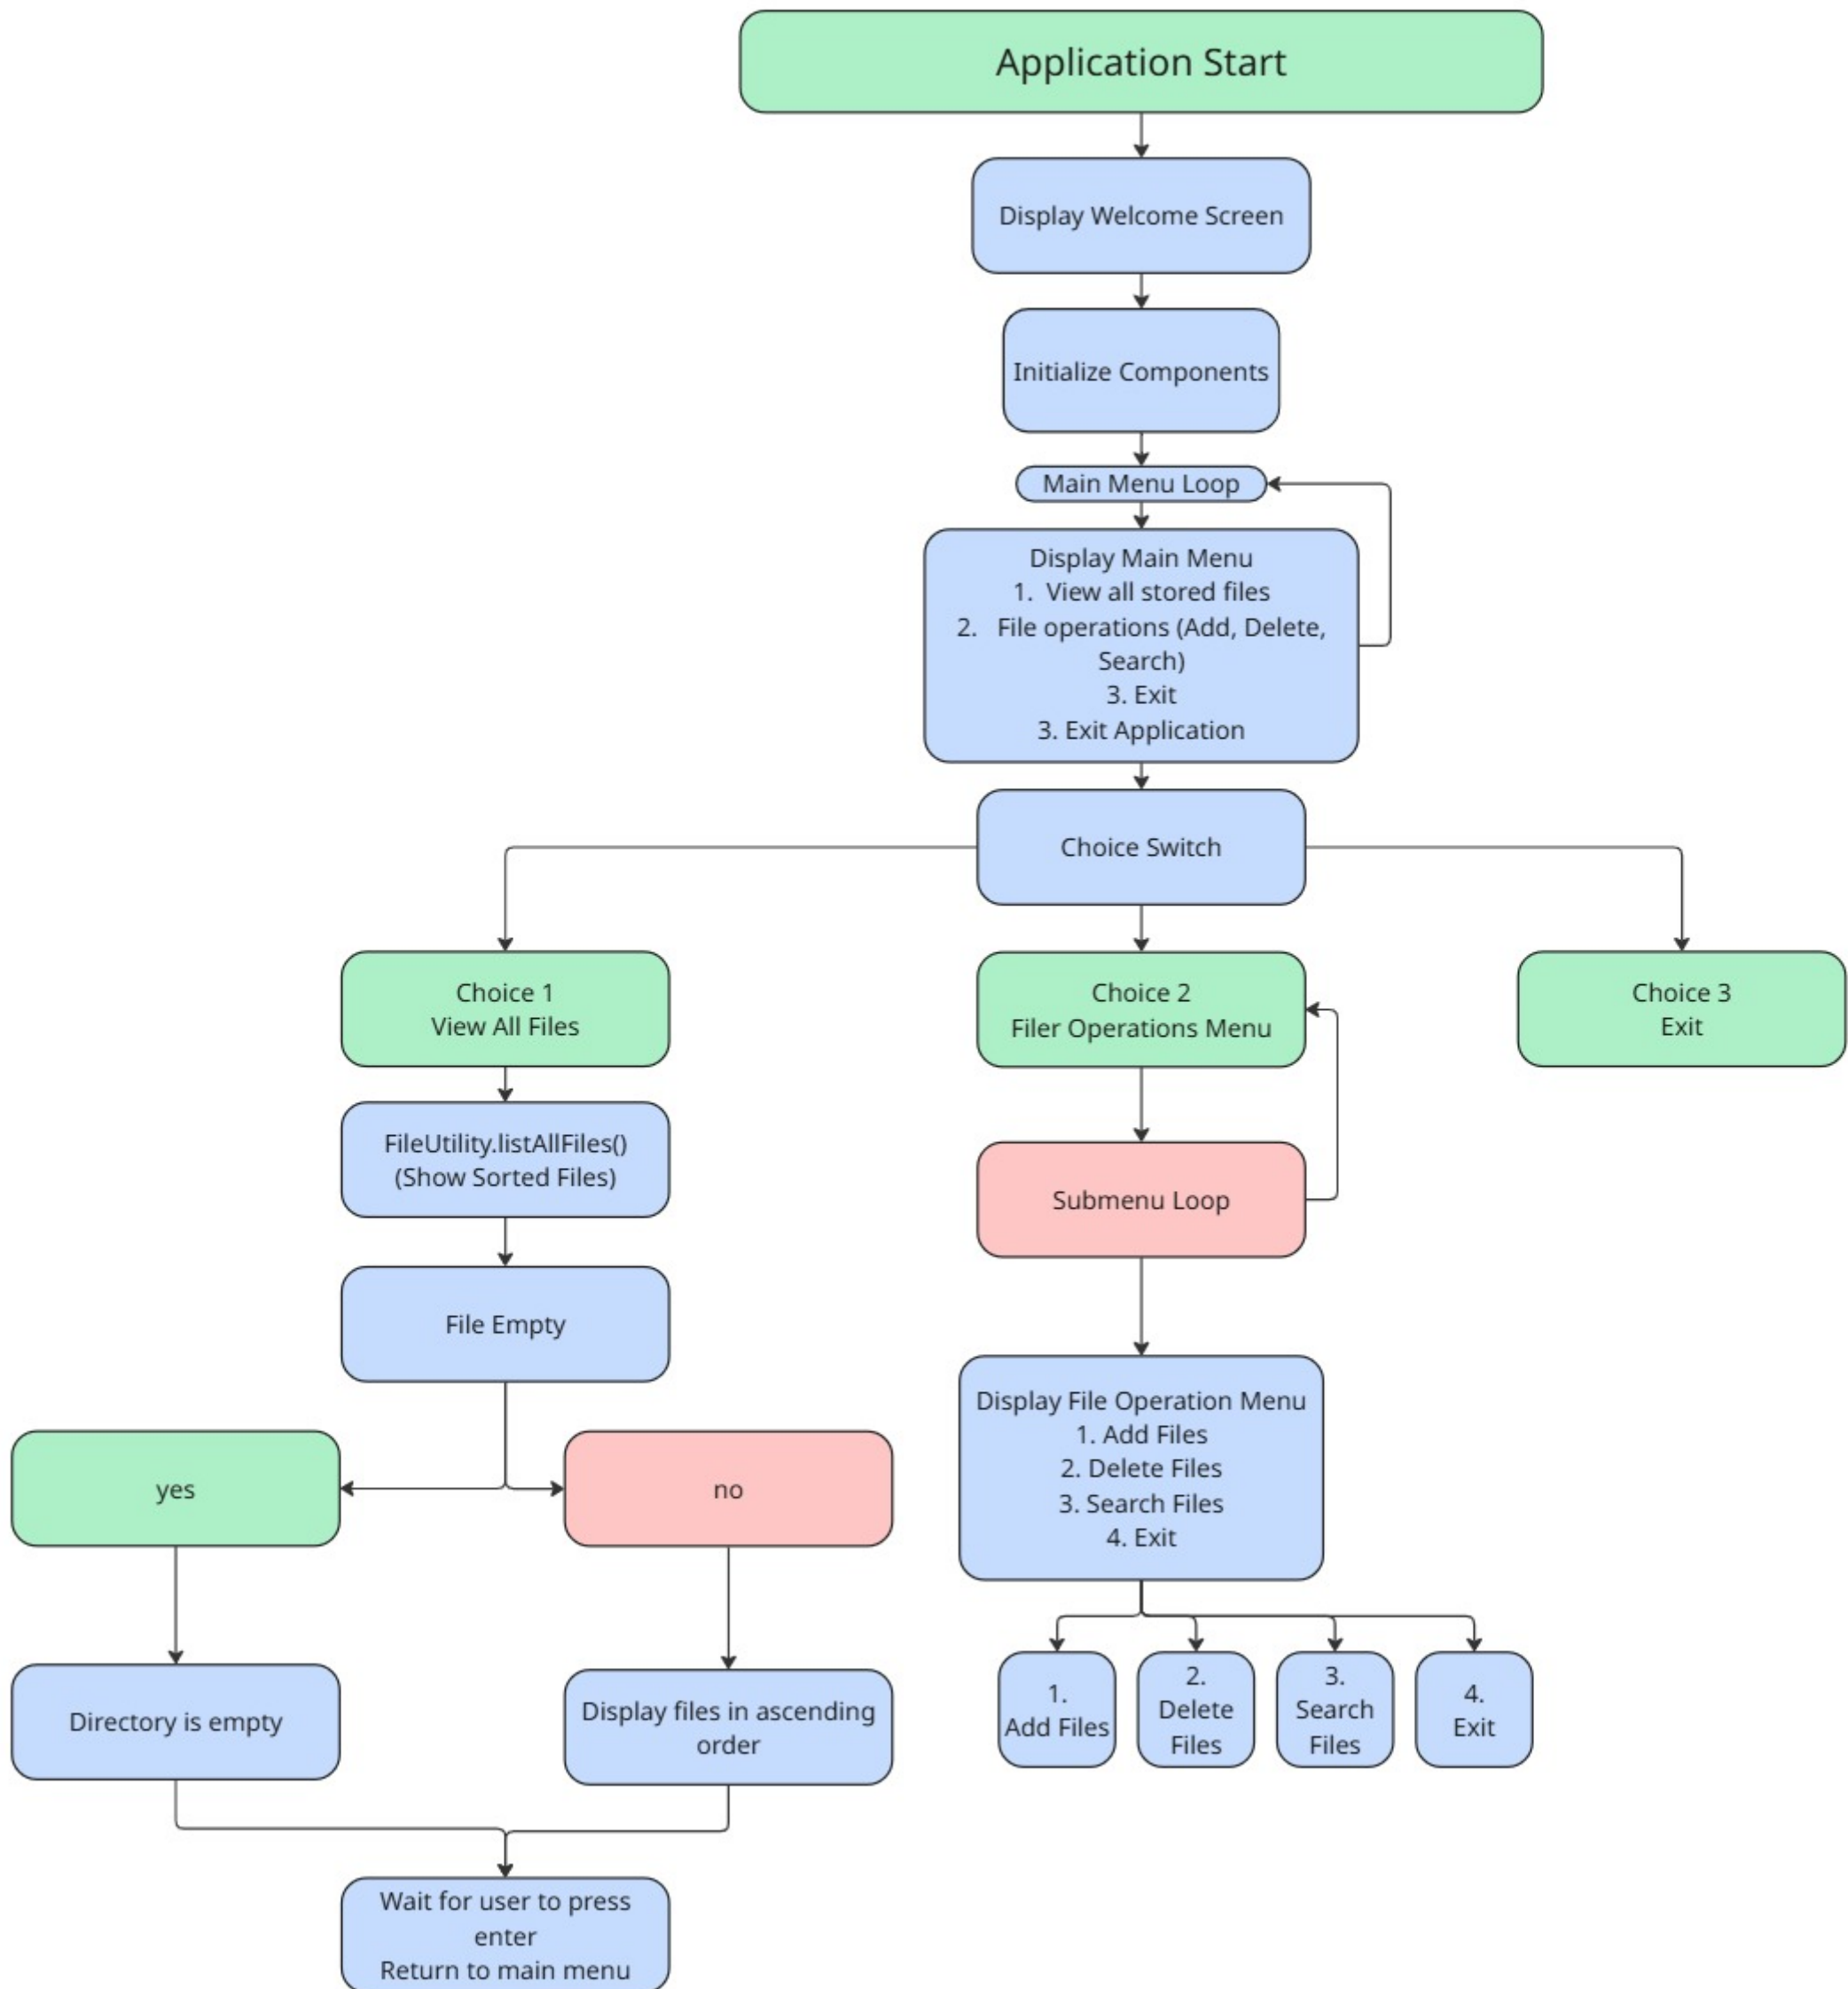 Application Start
Display Welcome Screen
Initialize Components
Main Menu Loop
Display Main Menu
1. View all stored files
2. File operations (Add, Delete,
Search)
3. Exit
3. Exit Application
Choice Switch
Choice 1
View All Files
Choice 2
Filer Operations Menu
Choice 3
Exit
FileUtility.listAllFiles()
(Show Sorted Files)
Submenu Loop
File Empty
Display File Operation Menu
1. Add Files
2. Delete Files
3. Search Files
4. Exit
yes
no
Directory is empty
Display files in ascending
order
1.
Add Files
2.
Delete
Files
3.
Search
Files
4.
Exit
Wait for user to press
enter
Return to main menu